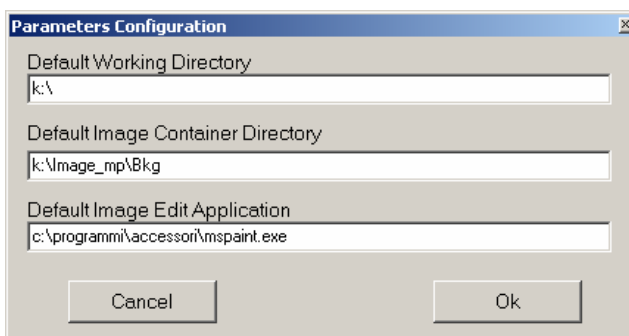 Parameters Configuration
Default Working Directory
k:\
Default Image Container Directory
k:\Image_mp\Bkg
Default Image Edit Application
c:\programmi\accessori\mspaint.exe
Cancel Ok